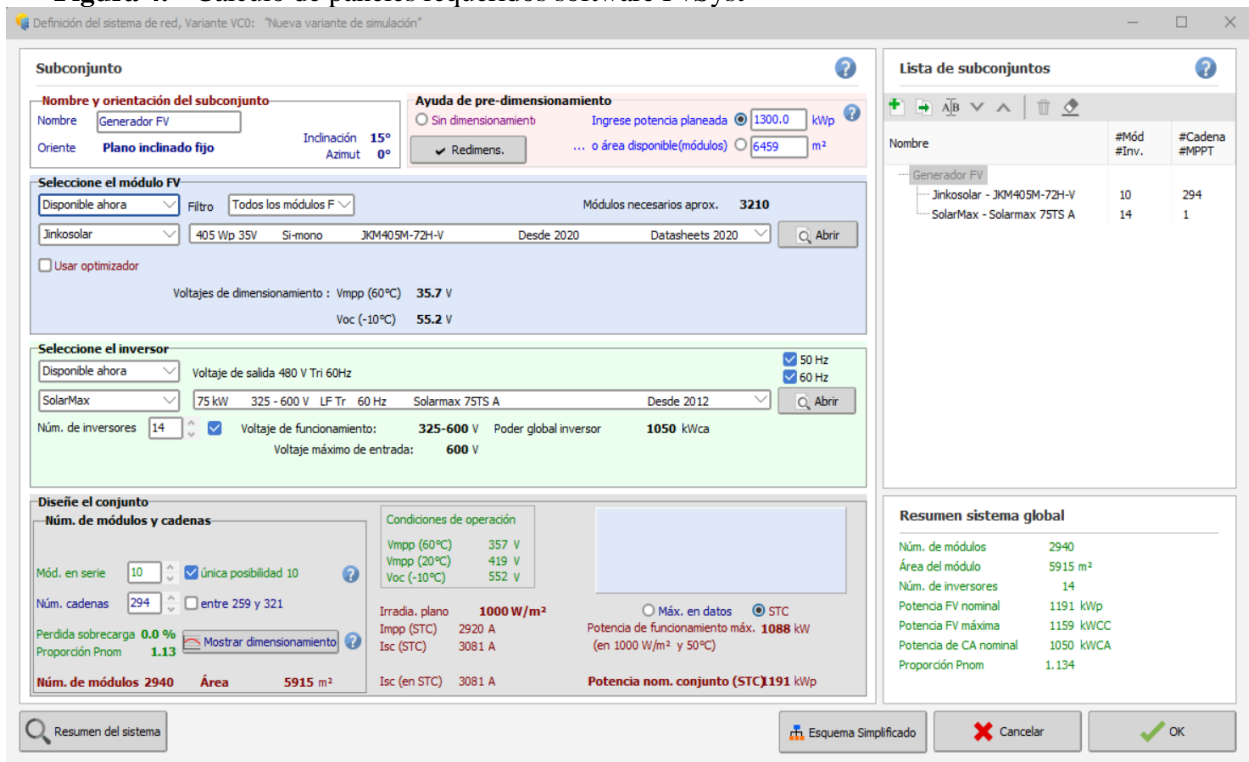 Figura 4. Cálculo de paneles requeridos software PVSyst
Definición del sistema de red, Variante VC0: "Nueva variante de simulación"
Subconjunto
Nombre y orientación del subconjunto
Nombre Generador FV
Oriente Plano inclinado fijo
Inclinación 15°
Azimut 0°
Ayuda de pre-dimensionamiento
Sin dimensionamient Ingrese potencia planeada 1300.0 kWp
Redimens. ... o área disponible(módulos) 6459 m²
Seleccione el módulo FV
Disponible ahora Filtro Todos los módulos F Módulos necesarios aprox. 3210
Jinkosolar 405 Wp 35V Si-mono JKM405M-72H-V Desde 2020 Datasheets 2020 Abrir
Usar optimizador
Voltajes de dimensionamiento : Vmpp (60°C) 35.7 V
Voc (-10°C) 55.2 V
Seleccione el inversor
Disponible ahora Voltaje de salida 480 V Tri 60Hz
50 Hz
60 Hz
SolarMax 75 kW 325 - 600 V LF Tr 60 Hz Solarmax 75TS A Desde 2012 Abrir
Núm. de inversores 14 Voltaje de funcionamiento: 325-600 V Poder global inversor 1050 kWca
Voltaje máximo de entrada: 600 V
Diseñe el conjunto
Núm. de módulos y cadenas
Mód. en serie 10 única posibilidad 10
Núm. cadenas 294 entre 259 y 321
Perdida sobrecarga 0.0 %
Proporción Pnom 1.13
Mostrar dimensionamiento
Núm. de módulos 2940 Área 5915 m²
Condiciones de operación
Vmpp (60°C) 357 V
Vmpp (20°C) 419 V
Voc (-10°C) 552 V
Irradia. plano 1000 W/m²
Impp (STC) 2920 A
Isc (STC) 3081 A
Isc (en STC) 3081 A
Máx. en datos STC
Potencia de funcionamiento máx. 1088 kW
(en 1000 W/m² y 50°C)
Potencia nom. conjunto (STC) 1191 kWp
Lista de subconjuntos
Nombre #Mód #Cadena
#Inv. #MPPT
Generador FV
Jinkosolar - JKM405M-72H-V 10 294
SolarMax - Solarmax 75TS A 14 1
Resumen sistema global
Núm. de módulos 2940
Área del módulo 5915 m²
Núm. de inversores 14
Potencia FV nominal 1191 kWp
Potencia FV máxima 1159 kWCC
Potencia de CA nominal 1050 kWCA
Proporción Pnom 1.134
Resumen del sistema
Esquema Simplificado
Cancelar
OK